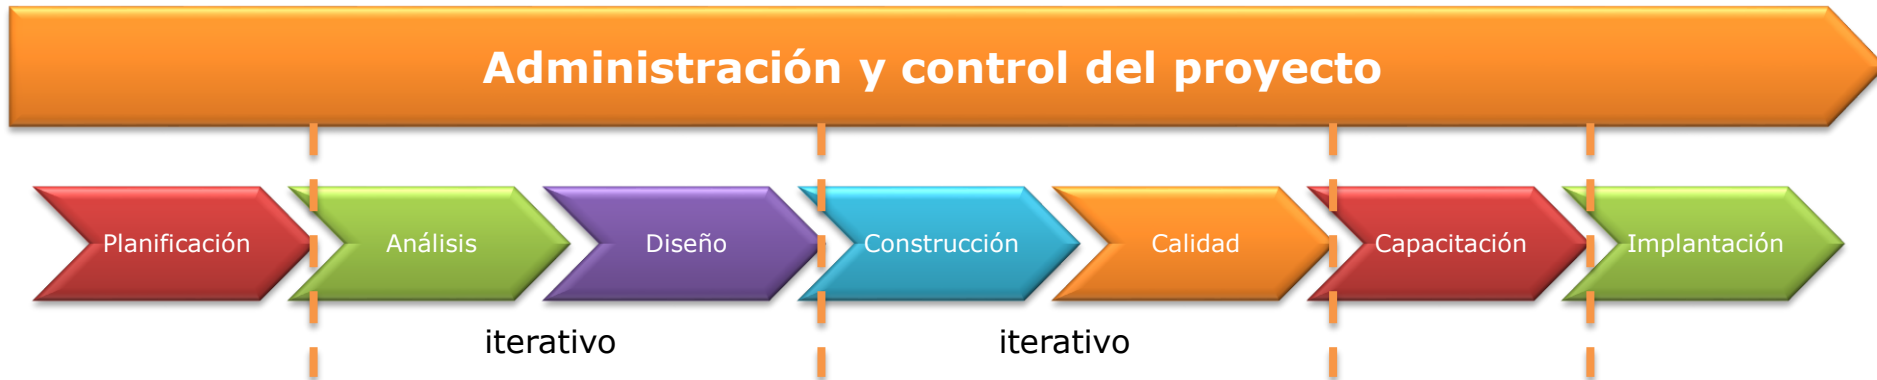 Administración y control del proyecto
Planificación
Análisis
Diseño
Construcción
Calidad
Capacitación
Implantación
iterativo
iterativo